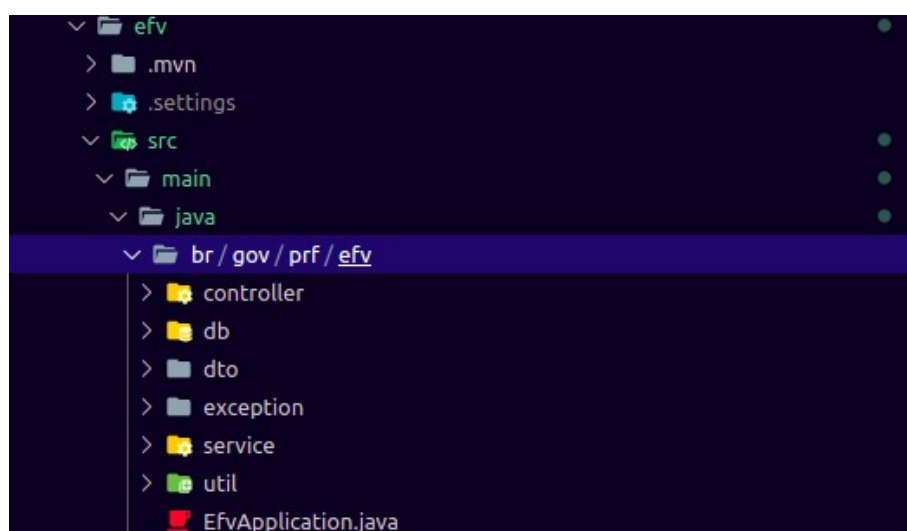 efv
.mvn
.settings
src
main
java
br / gov / prf / efv
controller
db
dto
exception
service
util
EfvApplication.java